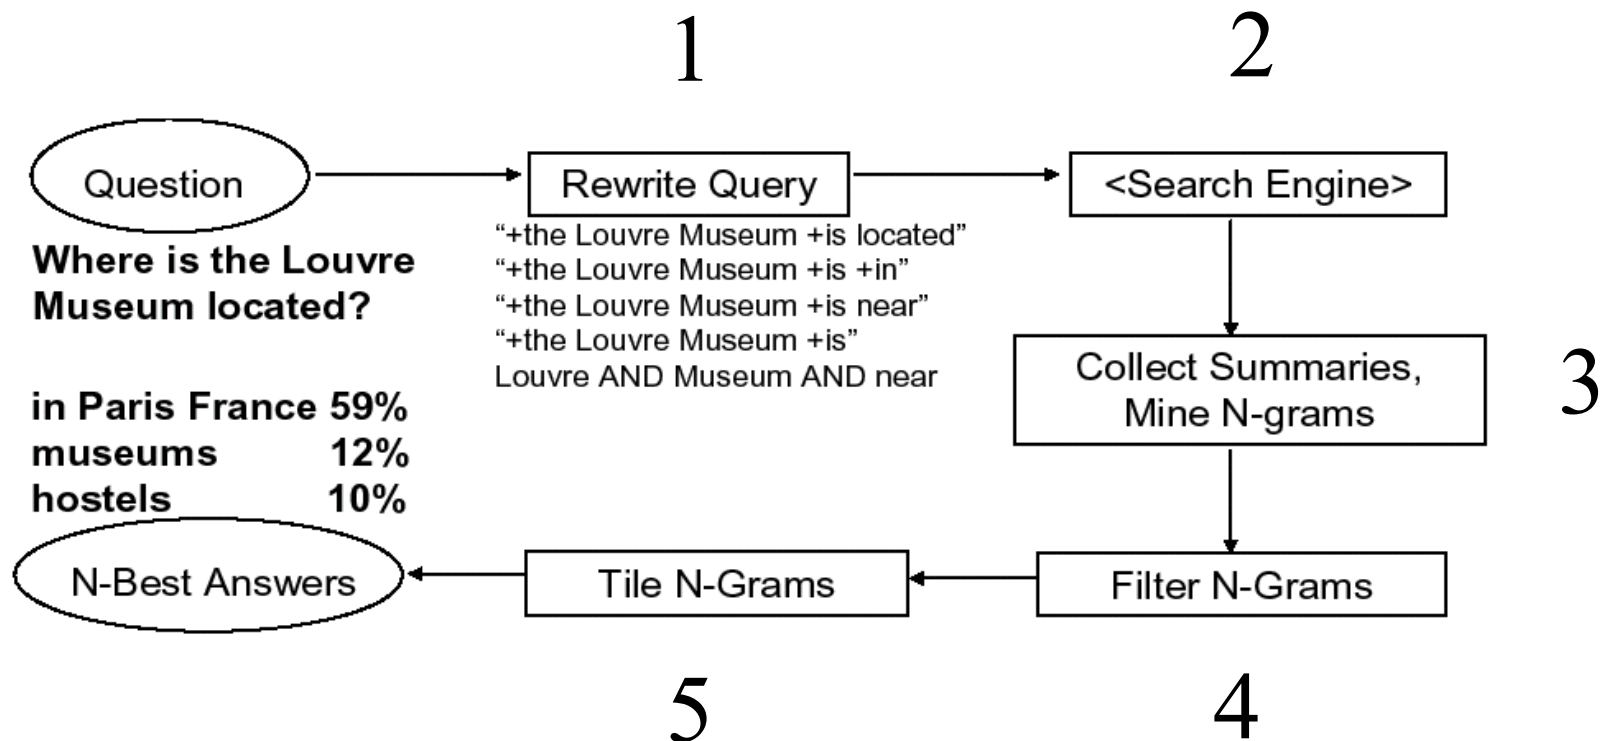 1
2
Question
Rewrite Query
<Search Engine>
Where is the Louvre
Museum located?
“+the Louvre Museum +is located”
“+the Louvre Museum +is +in”
“+the Louvre Museum +is near”
“+the Louvre Museum +is”
Louvre AND Museum AND near
Collect Summaries,
Mine N-grams
3
in Paris France 59%
museums 12%
hostels 10%
N-Best Answers
Tile N-Grams
Filter N-Grams
5
4